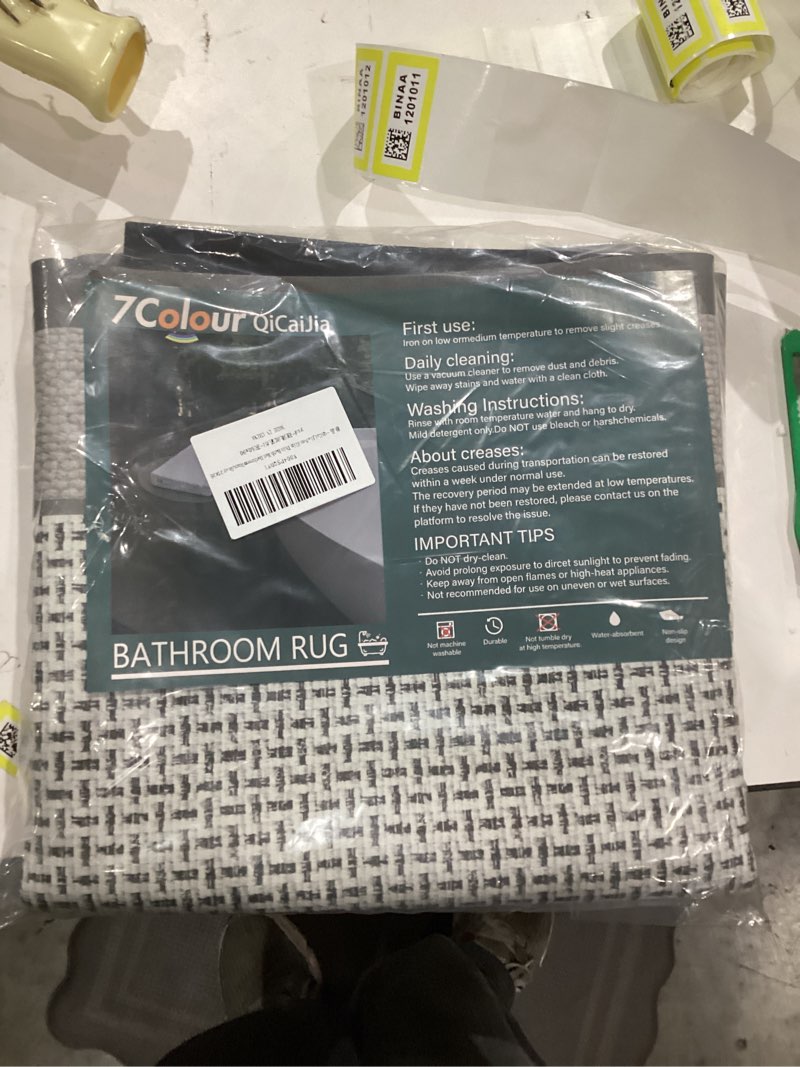 BINAA
1201012
BINAA
1201011
BINAA
7Colour QiCaiJia
First use:
Iron on low ormedium temperature to remove slight creases.
Daily cleaning:
Use a vacuum cleaner to remove dust and debris.
Wipe away stains and water with a clean cloth.
Washing Instructions:
Rinse with room temperature water and hang to dry.
Mild detergent only.Do NOT use bleach or harshchemicals.
About creases:
Creases caused during transportation can be restored
within a week under normal use.
The recovery period may be extended at low temperatures.
If they have not been restored, please contact us on the
platform to resolve the issue.
IMPORTANT TIPS
· Do NOT dry-clean.
· Avoid prolong exposure to dircet sunlight to prevent fading.
· Keep away from open flames or high-heat appliances.
· Not recommended for use on uneven or wet surfaces.
Not machine
washable
Durable
Not tumble dry
at high temperature.
Water-absorbent
Non-slip
design
BATHROOM RUG
MADE IN CHINA